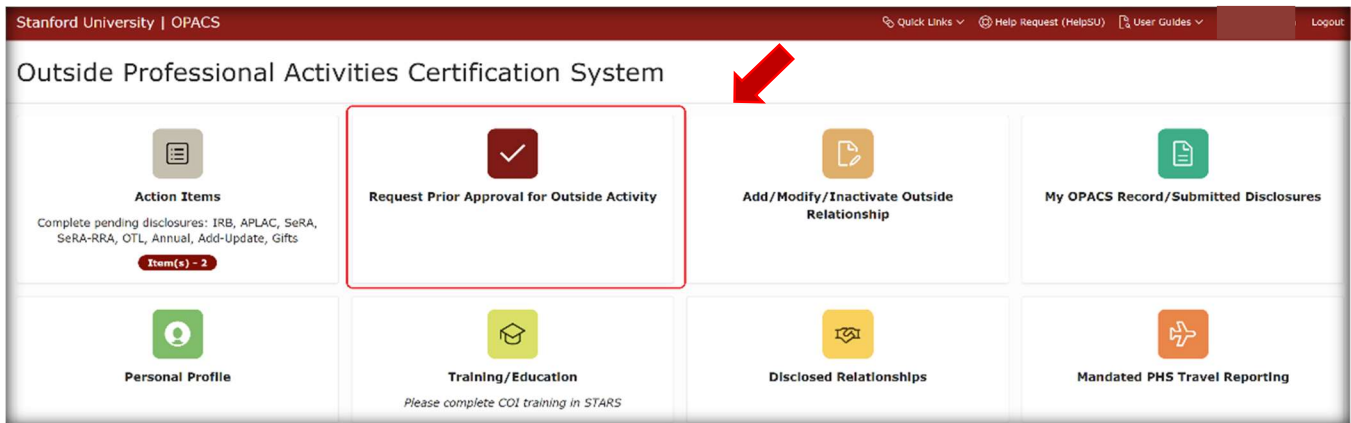 Stanford University | OPACS
Quick Links
Help Request (HelpSU)
User Guides
Logout
Outside Professional Activities Certification System
Action Items
Complete pending disclosures: IRB, APLAC, SeRA,
SeRA-RRA, OTL, Annual, Add-Update, Gifts
Item(s) - 2
Request Prior Approval for Outside Activity
Add/Modify/Inactivate Outside
Relationship
My OPACS Record/Submitted Disclosures
Personal Profile
Training/Education
Please complete COI training in STARS
Disclosed Relationships
Mandated PHS Travel Reporting